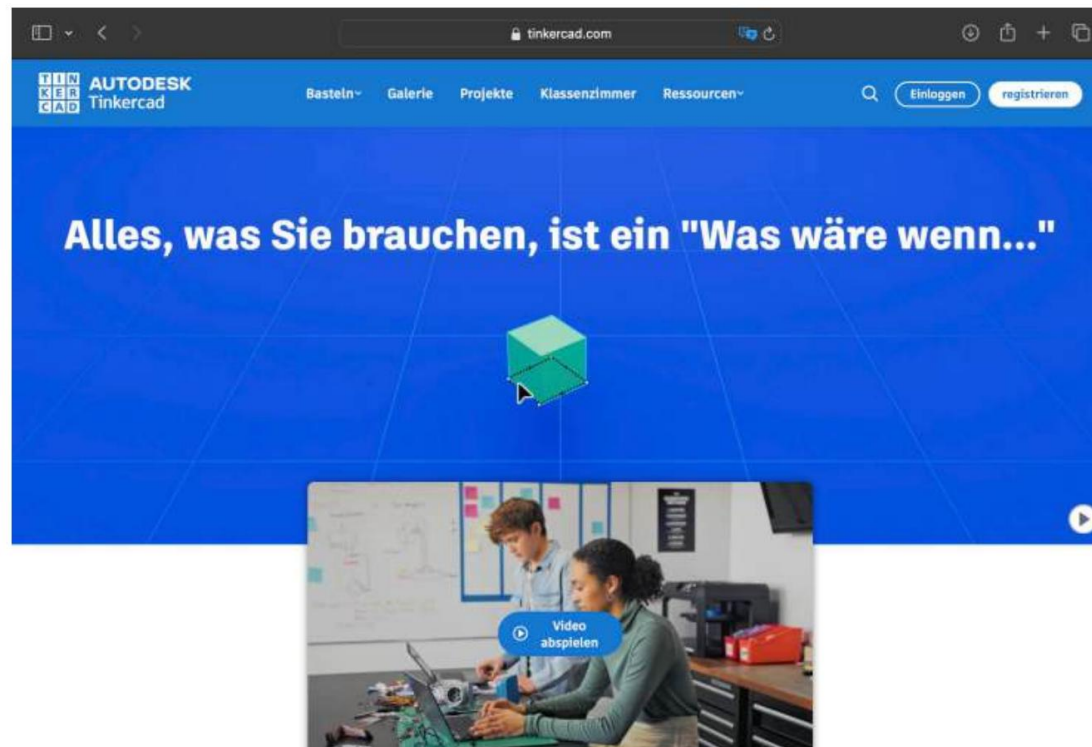 tinkercad.com
TIN
KER
CAD
AUTODESK
Tinkercad
Basteln
Galerie
Projekte
Klassenzimmer
Ressourcen
Einloggen
registrieren
Alles, was Sie brauchen, ist ein "Was wäre wenn..."
Video
abspielen